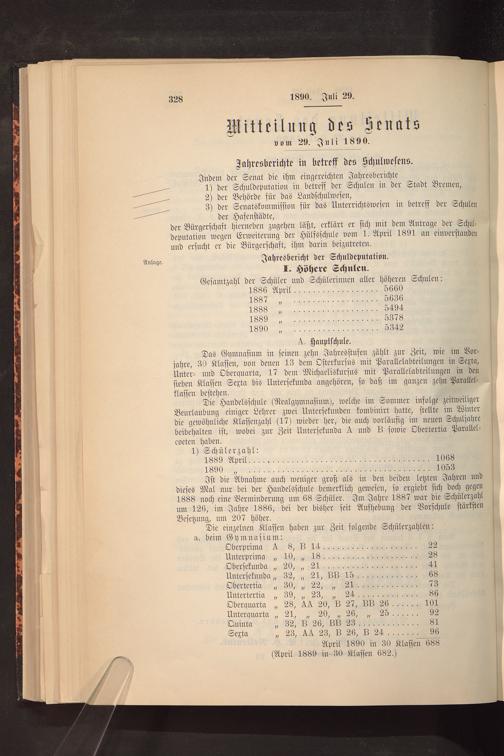 328
1890. Juli 29.
Mitteilung des Senats
vom 29. Juli 1890.
Jahresberichte in betreff des Schulwesens.
Indem der Senat die ihm eingereichten Jahresberichte
1) der Schuldeputation in betreff der Schulen in der Stadt Bremen,
2) der Behörde für das Landschulwesen,
3) der Senatskommission für das Unterrichtswesen in betreff der Schulen
der Hafenstädte,
der Bürgerschaft hierneben zugehen läßt, erklärt er sich mit dem Antrage der Schul-
deputation wegen Erweiterung der Hülfsschule vom 1. April 1891 an einverstanden
und ersucht er die Bürgerschaft, ihm darin beizutreten.
Anlage.
Jahresbericht der Schuldeputation.
I. Höhere Schulen.
Gesamtzahl der Schüler und Schülerinnen aller höheren Schulen:
1886 April .................. 5660
1887 „ .................. 5636
1888 „ .................. 5494
1889 „ .................. 5378
1890 „ .................. 5342
A. Hauptschule.
Das Gymnasium in seinen zehn Jahresstufen zählt zur Zeit, wie im Vor-
jahre, 30 Klassen, von denen 13 dem Osterkursus mit Parallelabteilungen in Sexta,
Unter- und Oberquarta, 17 dem Michaeliskursus mit Parallelabteilungen in den
sieben Klassen Sexta bis Untersekunda angehören, so daß im ganzen zehn Parallel-
klassen bestehen.
Die Handelsschule (Realgymnasium), welche im Sommer infolge zeitweiliger
Beurlaubung einiger Lehrer zwei Untersekunden kombinirt hatte, stellte im Winter
die gewöhnliche Klassenzahl (17) wieder her, die auch vorläufig im neuen Schuljahre
beibehalten ist, wobei zur Zeit Untersekunda A und B sowie Obertertia Parallel-
coeten haben.
1) Schülerzahl:
1889 April .................. 1068
1890 „ .................. 1053
Ist die Abnahme auch weniger groß als in den beiden letzten Jahren und
dieses Mal nur bei der Handelsschule bemerklich gewesen, so ergiebt sich doch gegen
1888 noch eine Verminderung um 68 Schüler. Im Jahre 1887 war die Schülerzahl
um 126, im Jahre 1886, bei der bisher seit Aufhebung der Vorschule stärksten
Besetzung, um 207 höher.
Die einzelnen Klassen haben zur Zeit folgende Schülerzahlen:
a. beim Gymnasium:
Oberprima A 8, B 14 .................. 22
Unterprima „ 10, „ 18 .................. 28
Obersekunda „ 20, „ 21 .................. 41
Untersekunda „ 32, „ 21, BB 15 ............ 68
Obertertia „ 30, „ 22, „ 21 ............ 73
Untertertia „ 39, „ 23, „ 24 ............ 86
Oberquarta „ 28, AA 20, B 27, BB 26 ...... 101
Unterquarta „ 21, „ 20, „ 26, „ 25 ...... 92
Quinta „ 32, B 26, BB 23 ............ 81
Sexta „ 23, AA 23, B 26, B 24 ...... 96
April 1890 in 30 Klassen 688
(April 1889 in 30 Klassen 682.)